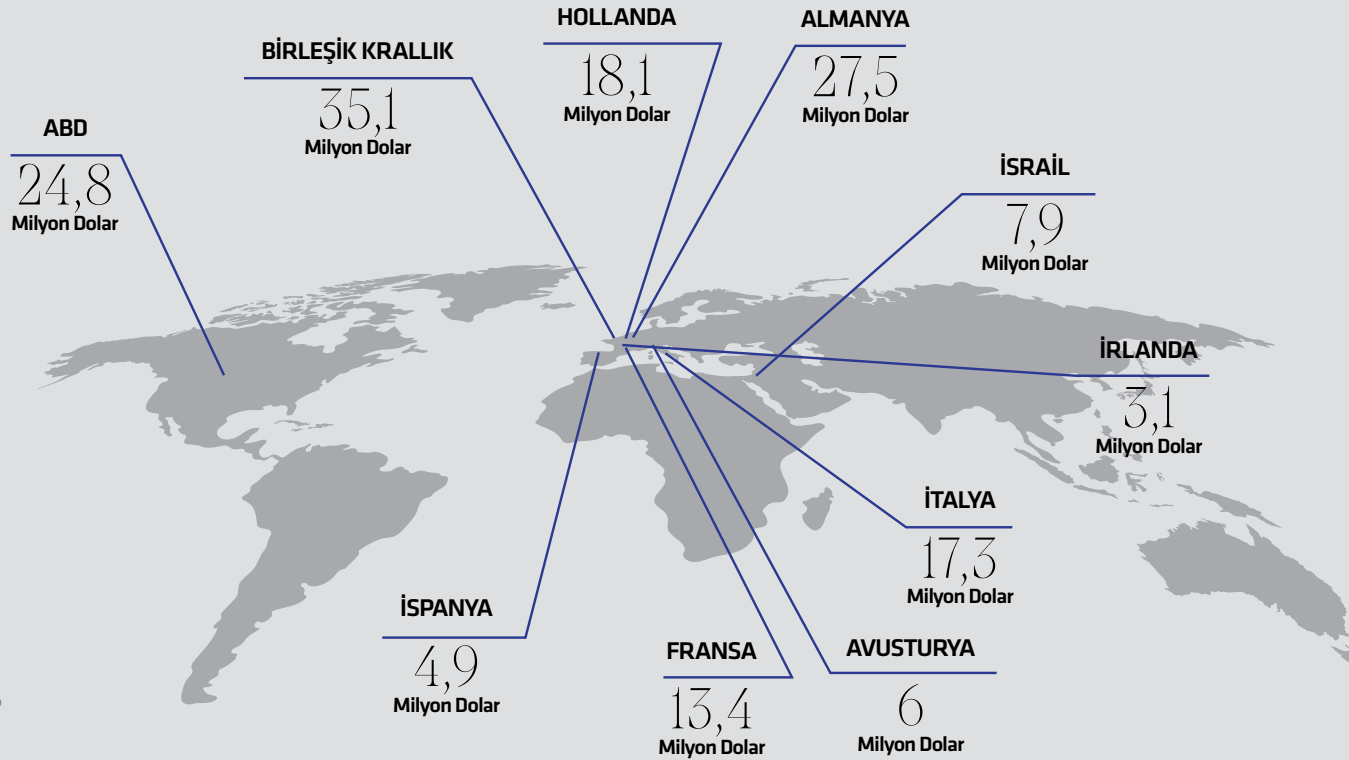 HOLLANDA
18,1
Milyon Dolar
ALMANYA
27,5
Milyon Dolar
BİRLEŞİK KRALLIK
35,1
Milyon Dolar
ABD
24,8
Milyon Dolar
İSRAİL
7,9
Milyon Dolar
İRLANDA
3,1
Milyon Dolar
İTALYA
17,3
Milyon Dolar
İSPANYA
4,9
Milyon Dolar
FRANSA
13,4
Milyon Dolar
AVUSTURYA
6
Milyon Dolar